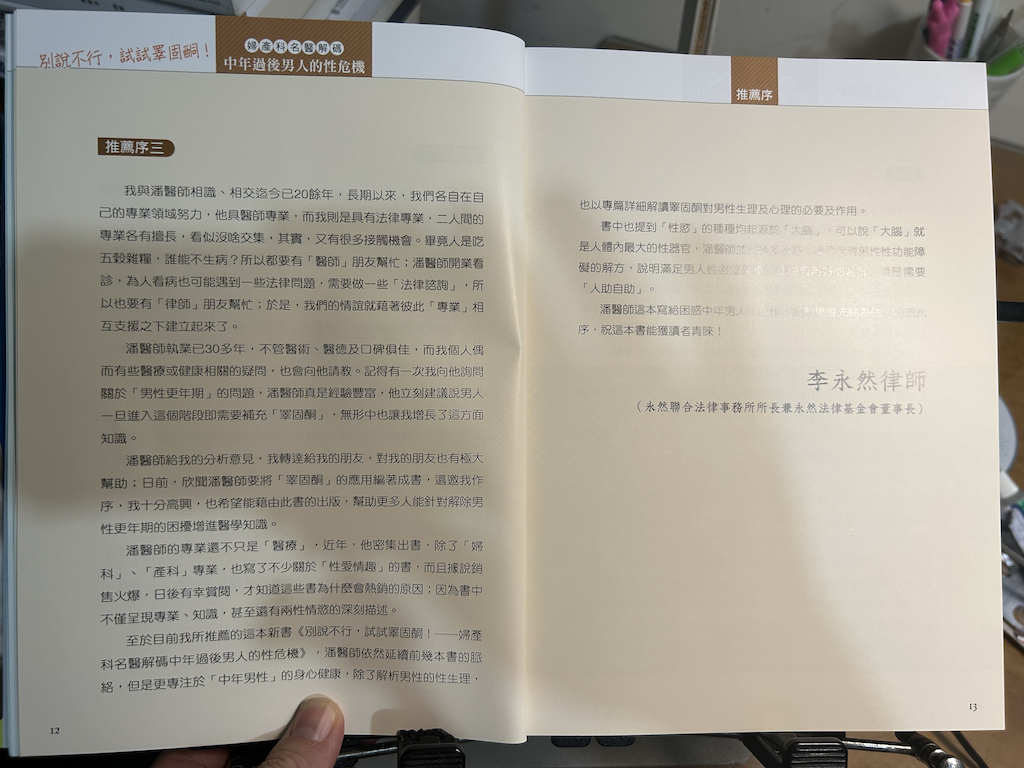 別說不行，試試睪固酮！
婦產科名醫解碼
中年過後男人的性危機
推薦序三
我與潘醫師相識、相交迄今已20餘年，長期以來，我們各自在自
己的專業領域努力，他具醫師專業，而我則是具有法律專業，二人間的
專業各有擅長，看似沒啥交集，其實，又有很多接觸機會。畢竟人是吃
五穀雜糧，誰能不生病？所以都要有「醫師」朋友幫忙；潘醫師開業看
診，為人看病也可能遇到一些法律問題，需要做一些「法律諮詢」，所
以也要有「律師」朋友幫忙；於是，我們的情誼就藉著彼此「專業」相
互支援之下建立起來了。
潘醫師執業已30多年，不管醫術、醫德及口碑俱佳，而我個人偶
而有些醫療或健康相關的疑問，也會向他請教。記得有一次我向他詢問
關於「男性更年期」的問題，潘醫師真是經驗豐富，他立刻建議說男人
一旦進入這個階段即需要補充「睪固酮」，無形中也讓我增長了這方面
知識。
潘醫師給我的分析意見，我轉達給我的朋友，對我的朋友也有極大
幫助；日前，欣聞潘醫師要將「睪固酮」的應用編著成書，還邀我作
序，我十分高興，也希望能藉由此書的出版，幫助更多人能針對解除男
性更年期的困擾增進醫學知識。
潘醫師的專業還不只是「醫療」，近年，他密集出書，除了「婦
科」、「產科」專業，也寫了不少關於「性愛情趣」的書，而且據說銷
售火爆，日後有幸賞閱，才知道這些書為什麼會熱銷的原因；因為書中
不僅呈現專業、知識，甚至還有兩性情慾的深刻描述。
至於目前我所推薦的這本新書《別說不行，試試睪固酮！──婦產
科名醫解碼中年過後男人的性危機》，潘醫師依然延續前幾本書的脈
絡，但是更專注於「中年男性」的身心健康，除了解析男性的性生理，
12
推薦序
也以專篇詳細解讀睪固酮對男性生理及心理的必要及作用。
書中也提到「性慾」的種種均起源於「大腦」，可以說「大腦」就
是人體內最大的性器官，潘醫師男性性功能障
礙的解方，說明滿足男人性需要
「人助自助」。
潘醫師這本寫給困惑中年男人
序，祝這本書能獲讀者青睞！
李永然律師
（永然聯合法律事務所所長兼永然法律基金會董事長）
13